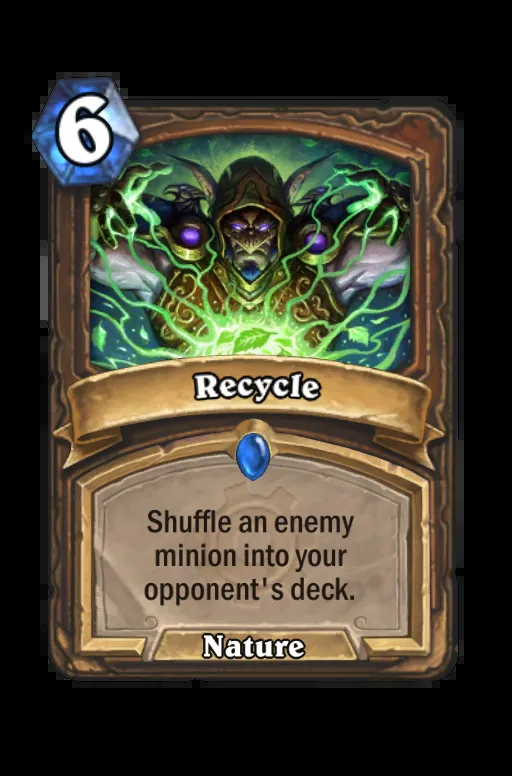 6
Recycle
Shuffle an enemy
minion into your
opponent's deck.
Nature